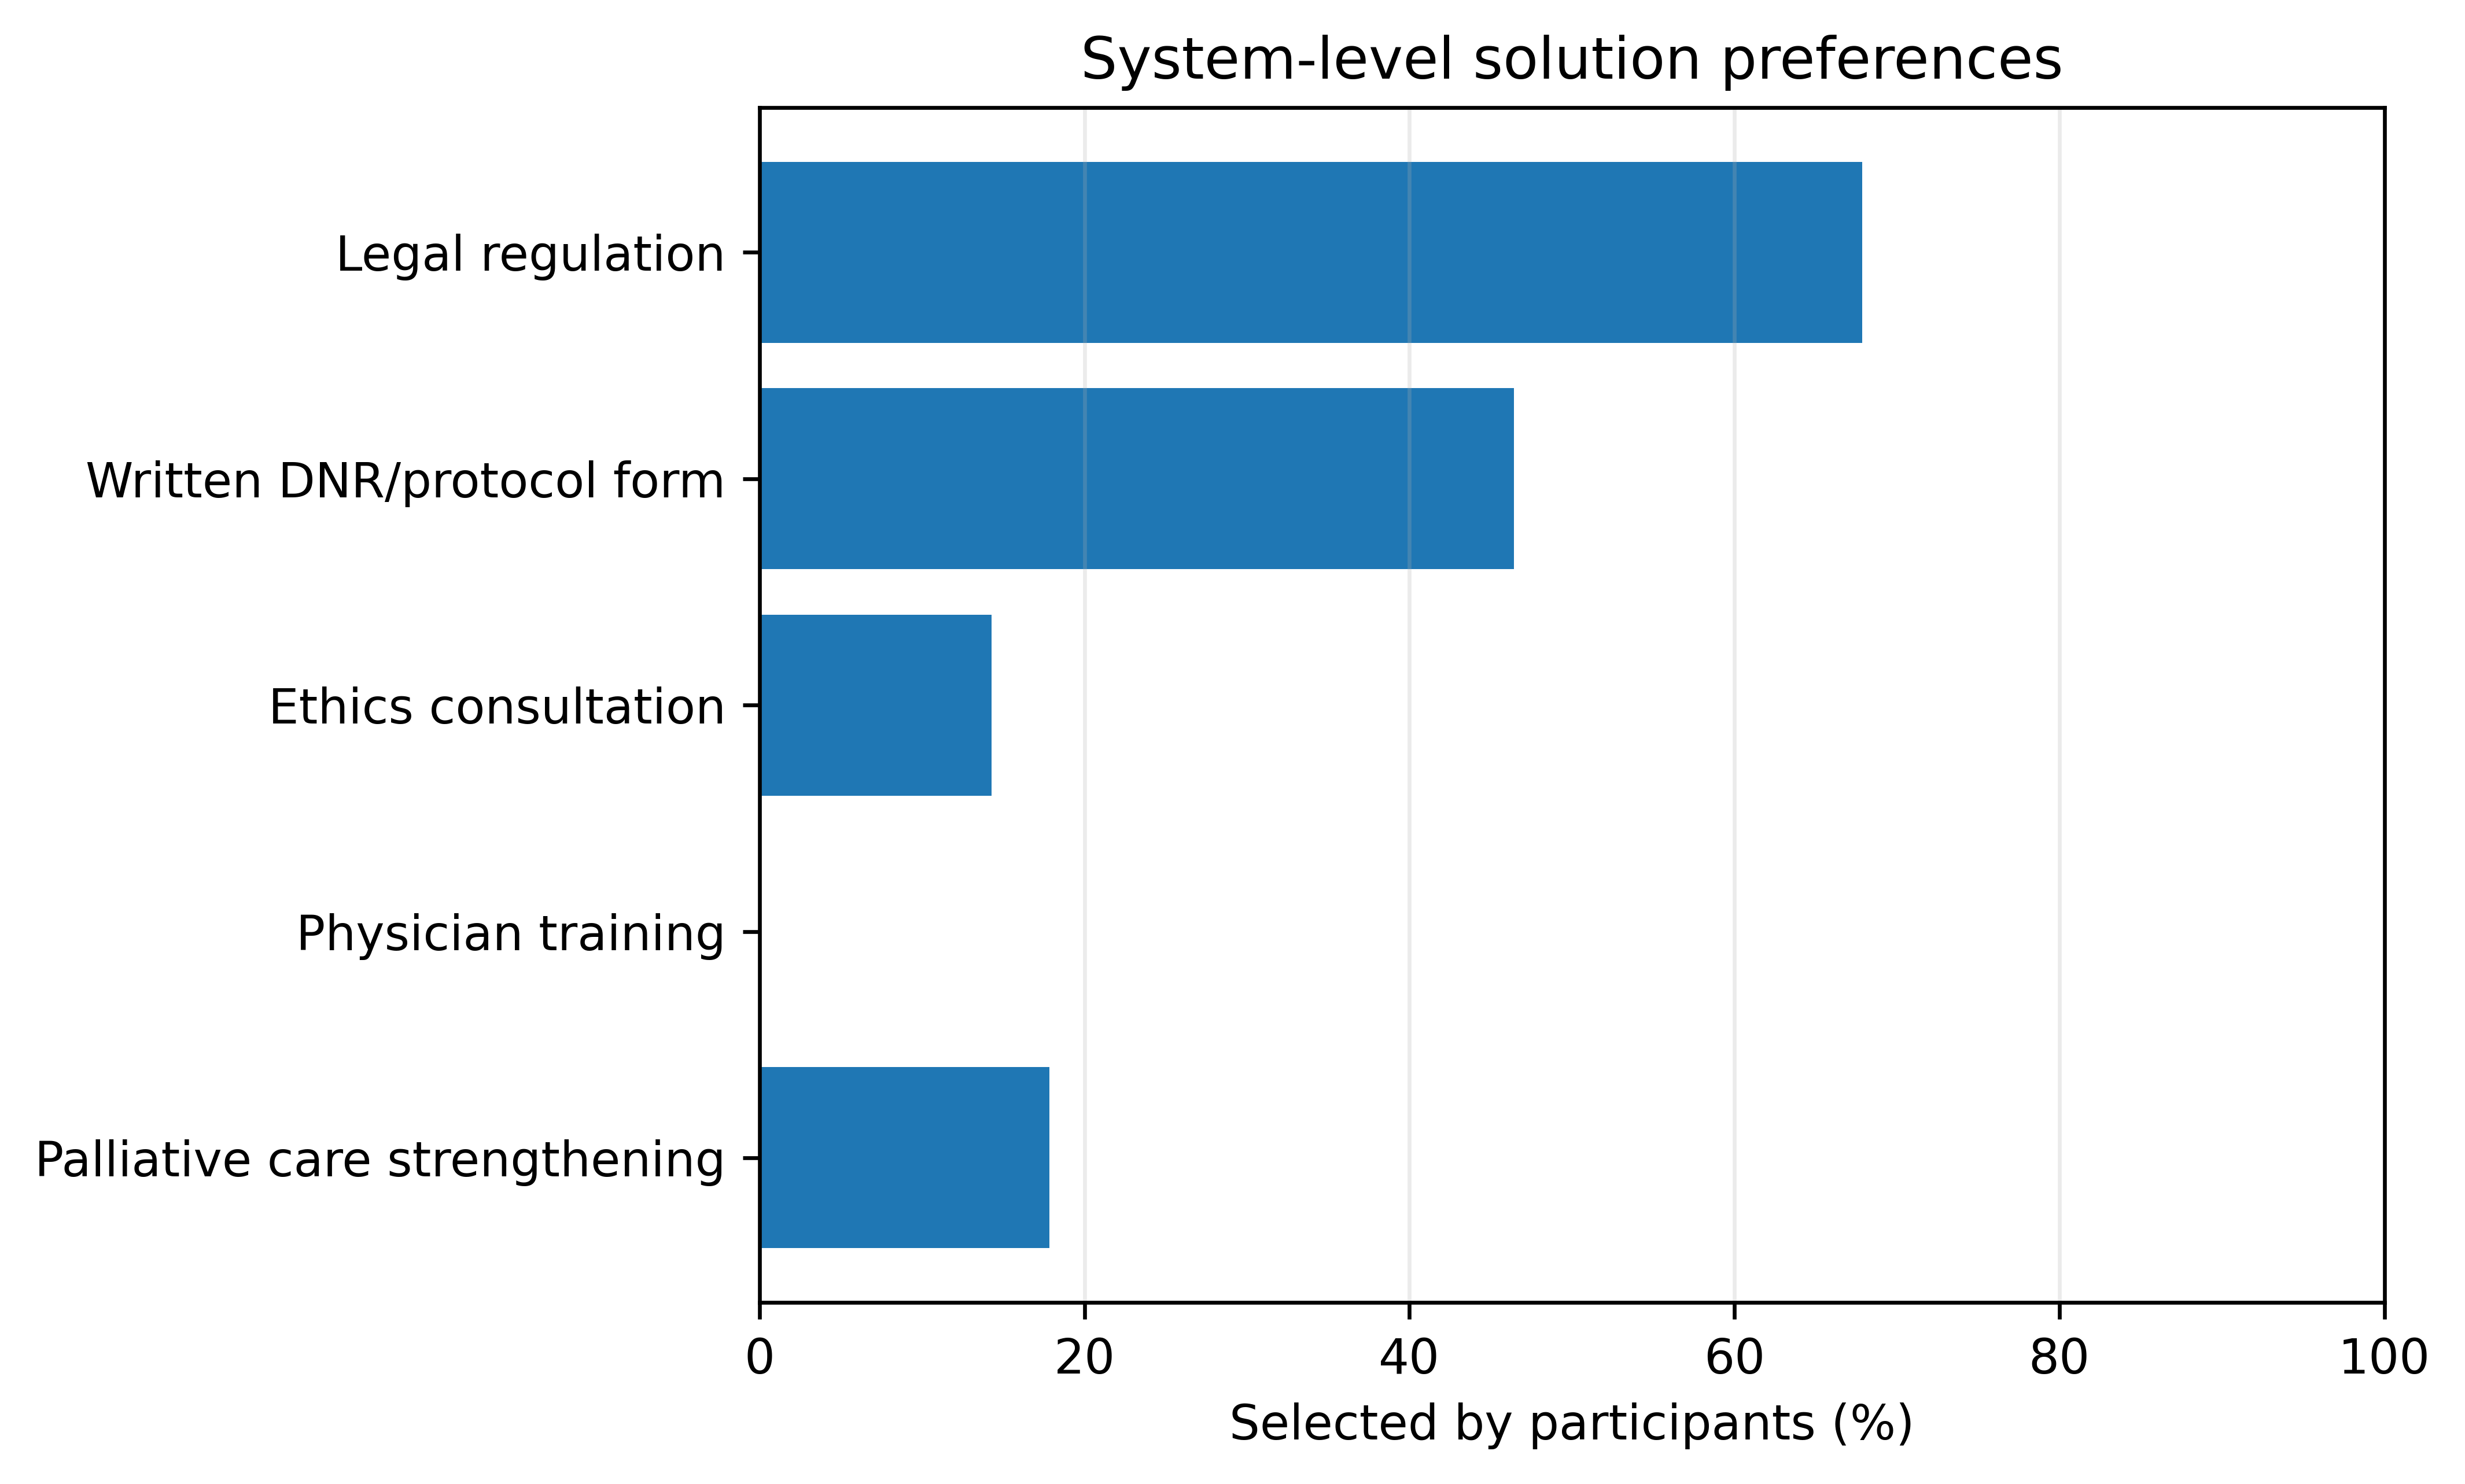 System-level solution preferences
Legal regulation
Written DNR/protocol form
Ethics consultation
Physician training
Palliative care strengthening
0 20 40 60 80 100
Selected by participants (%)